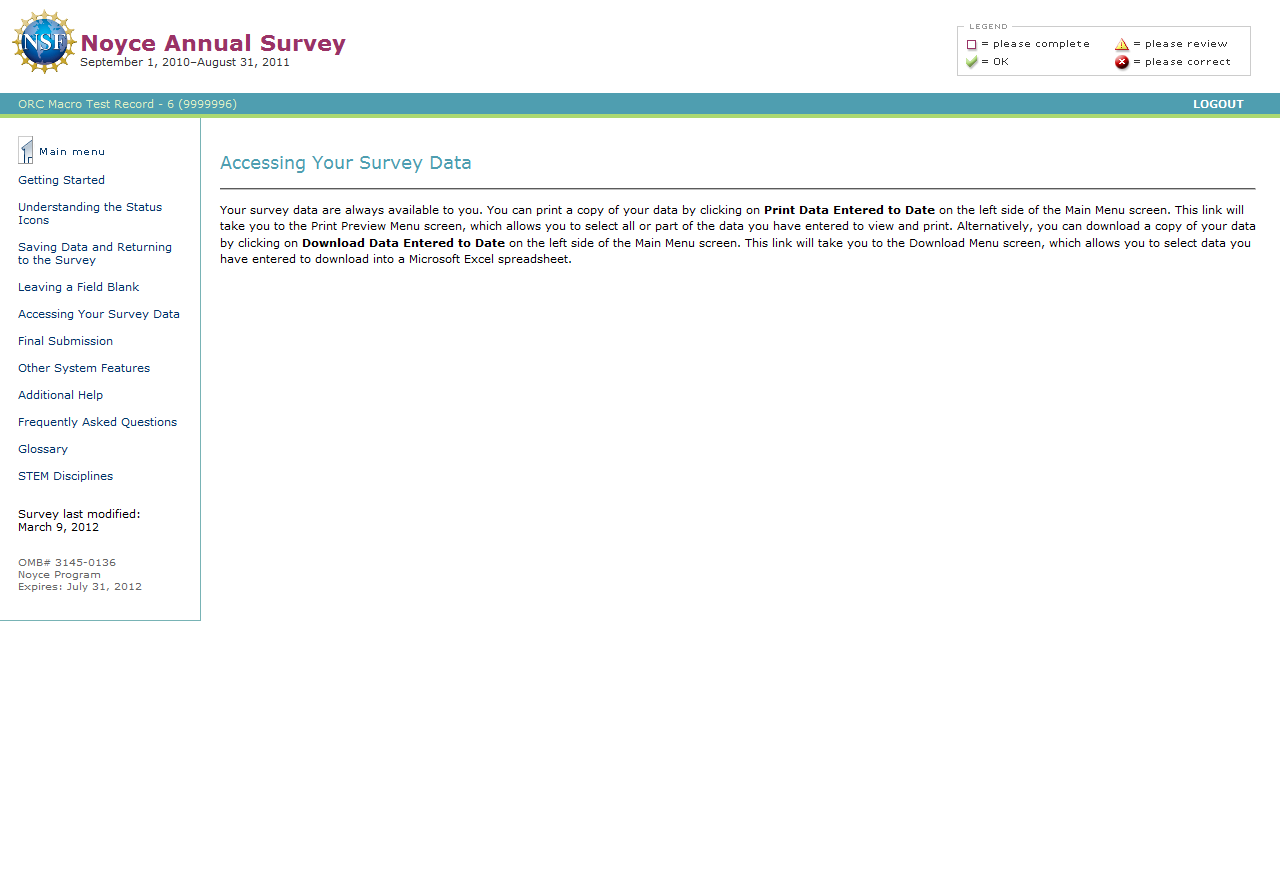 NSF
Noyce Annual Survey
September 1, 2010–August 31, 2011
LEGEND
= please complete
= please review
= OK
= please correct
ORC Macro Test Record - 6 (9999996)
LOGOUT
Main menu
Getting Started
Understanding the Status
Icons
Saving Data and Returning
to the Survey
Leaving a Field Blank
Accessing Your Survey Data
Final Submission
Other System Features
Additional Help
Frequently Asked Questions
Glossary
STEM Disciplines
Survey last modified:
March 9, 2012
OMB# 3145-0136
Noyce Program
Expires: July 31, 2012
Accessing Your Survey Data
Your survey data are always available to you. You can print a copy of your data by clicking on Print Data Entered to Date on the left side of the Main Menu screen. This link will
take you to the Print Preview Menu screen, which allows you to select all or part of the data you have entered to view and print. Alternatively, you can download a copy of your data
by clicking on Download Data Entered to Date on the left side of the Main Menu screen. This link will take you to the Download Menu screen, which allows you to select data you
have entered to download into a Microsoft Excel spreadsheet.